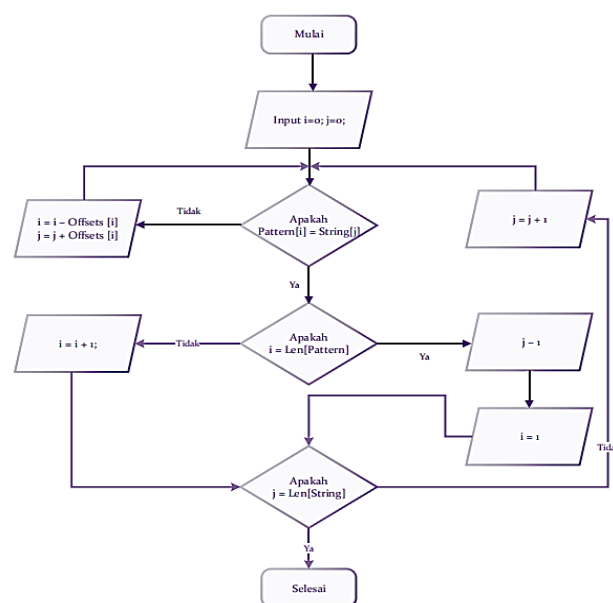 Mulai
Input i=0; j=0;
Tidak
i = i – Offsets [i]
j = j + Offsets [i]
Apakah
Pattern[i] = String[j]
j = j + 1
Ya
i = i + 1;
Tidak
Apakah
i = Len[Pattern]
Ya
j – 1
i = 1
Tida
Apakah
j = Len[String]
Ya
Selesai